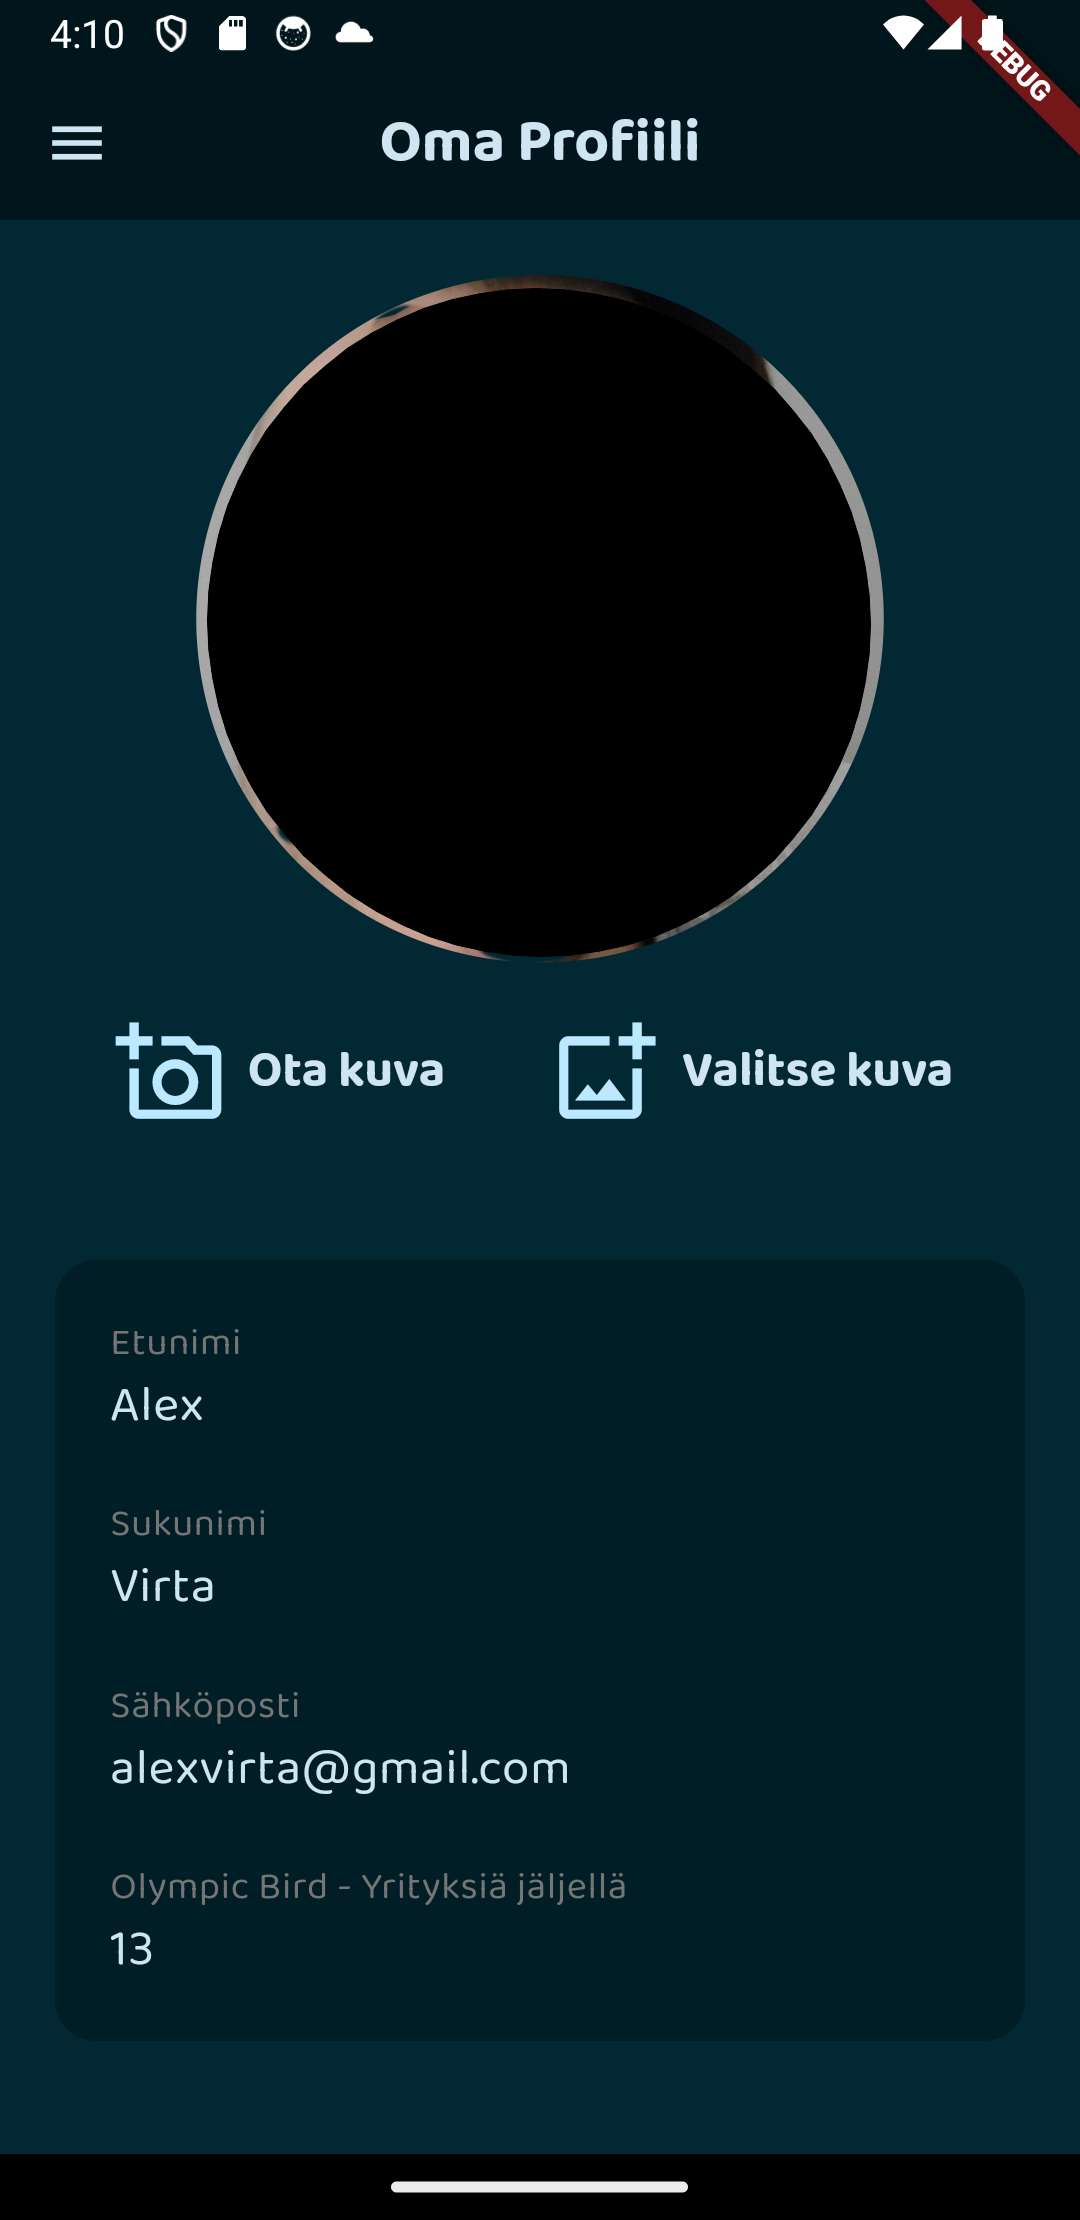 4:10
DEBUG
Oma Profiili
Ota kuva
Valitse kuva
Etunimi
Alex
Sukunimi
Virta
Sähköposti
alexvirta@gmail.com
Olympic Bird - Yrityksiä jäljellä
13